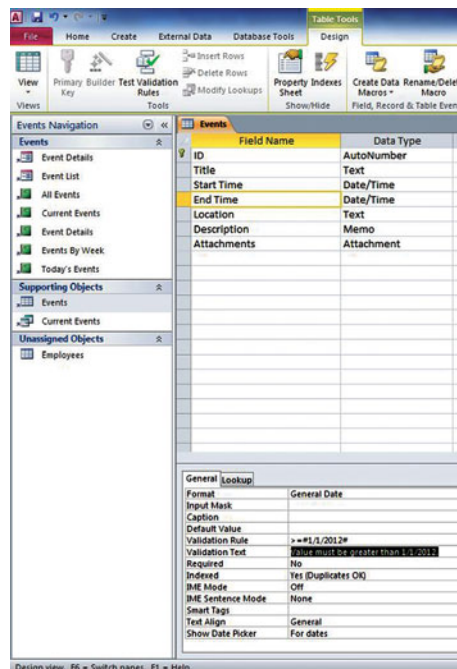 Table Tools
File Home Create External Data Database Tools Design
View
Primary Key
Builder
Test Validation Rules
Insert Rows
Delete Rows
Modify Lookups
Property Sheet
Indexes
Create Data Macros
Rename/Delet
Macro
Views
Tools
Show/Hide
Field, Record & Table Even
Events Navigation
Events
Event Details
Event List
All Events
Current Events
Event Details
Events By Week
Today's Events
Supporting Objects
Events
Current Events
Unassigned Objects
Employees
Events
Field Name Data Type
ID AutoNumber
Title Text
Start Time Date/Time
End Time Date/Time
Location Text
Description Memo
Attachments Attachment
General Lookup
Format General Date
Input Mask
Caption
Default Value
Validation Rule >=#1/1/2012#
Validation Text Value must be greater than 1/1/2012
Required No
Indexed Yes (Duplicates OK)
IME Mode Off
IME Sentence Mode None
Smart Tags
Text Align General
Show Date Picker For dates
Design view. F6 = Switch panes. F1 = Help.